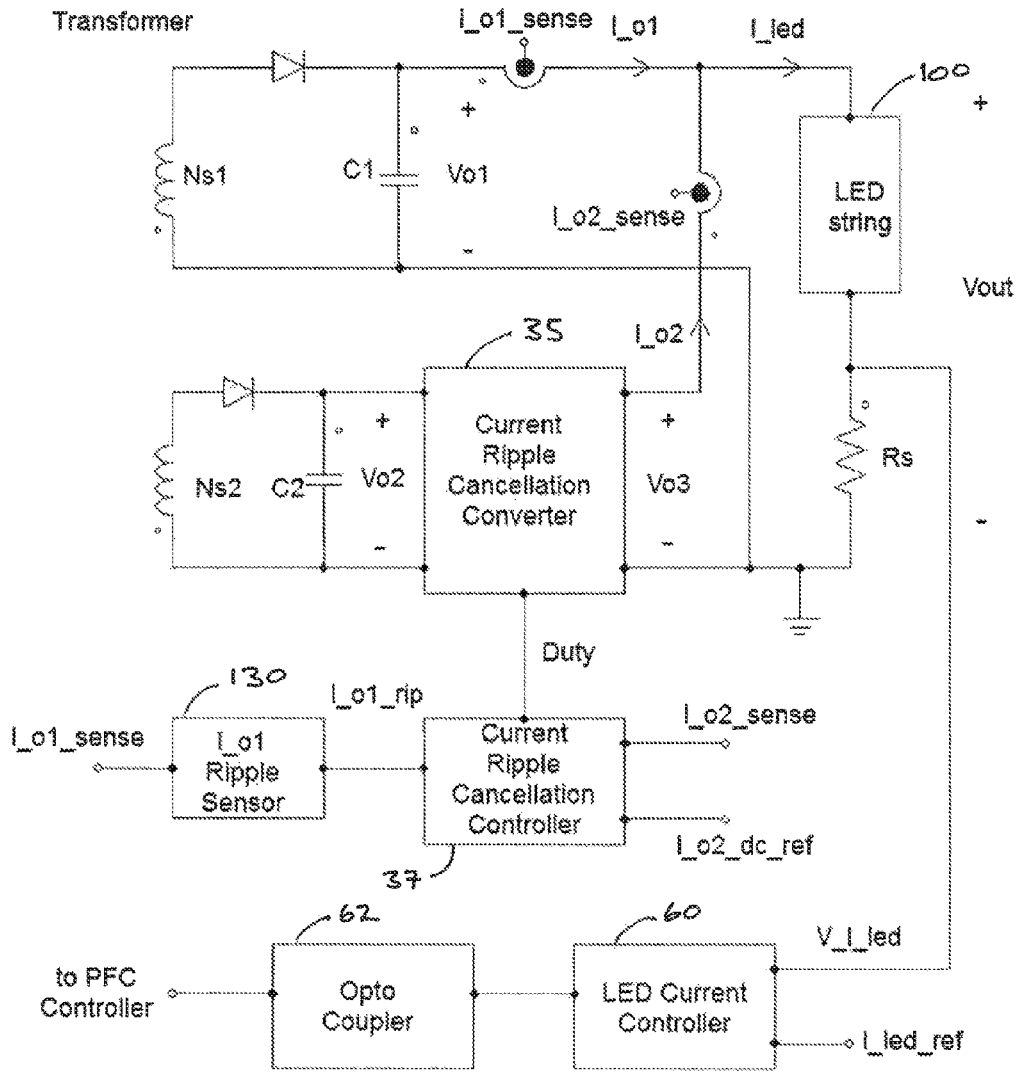 Transformer
I_o1_sense
I_o1
I_led
100
+
Ns1
C1
+
Vo1
-
LED
string
I_o2_sense
Vout
I_o2
35
Ns2
C2
+
Vo2
-
Current
Ripple
Cancellation
Converter
+
Vo3
-
Rs
-
Duty
130
I_o1_rip
I_o1_sense
I_o1
Ripple
Sensor
Current
Ripple
Cancellation
Controller
I_o2_sense
I_o2_dc_ref
37
62
60
V_I_led
to PFC
Controller
Opto
Coupler
LED Current
Controller
I_led_ref